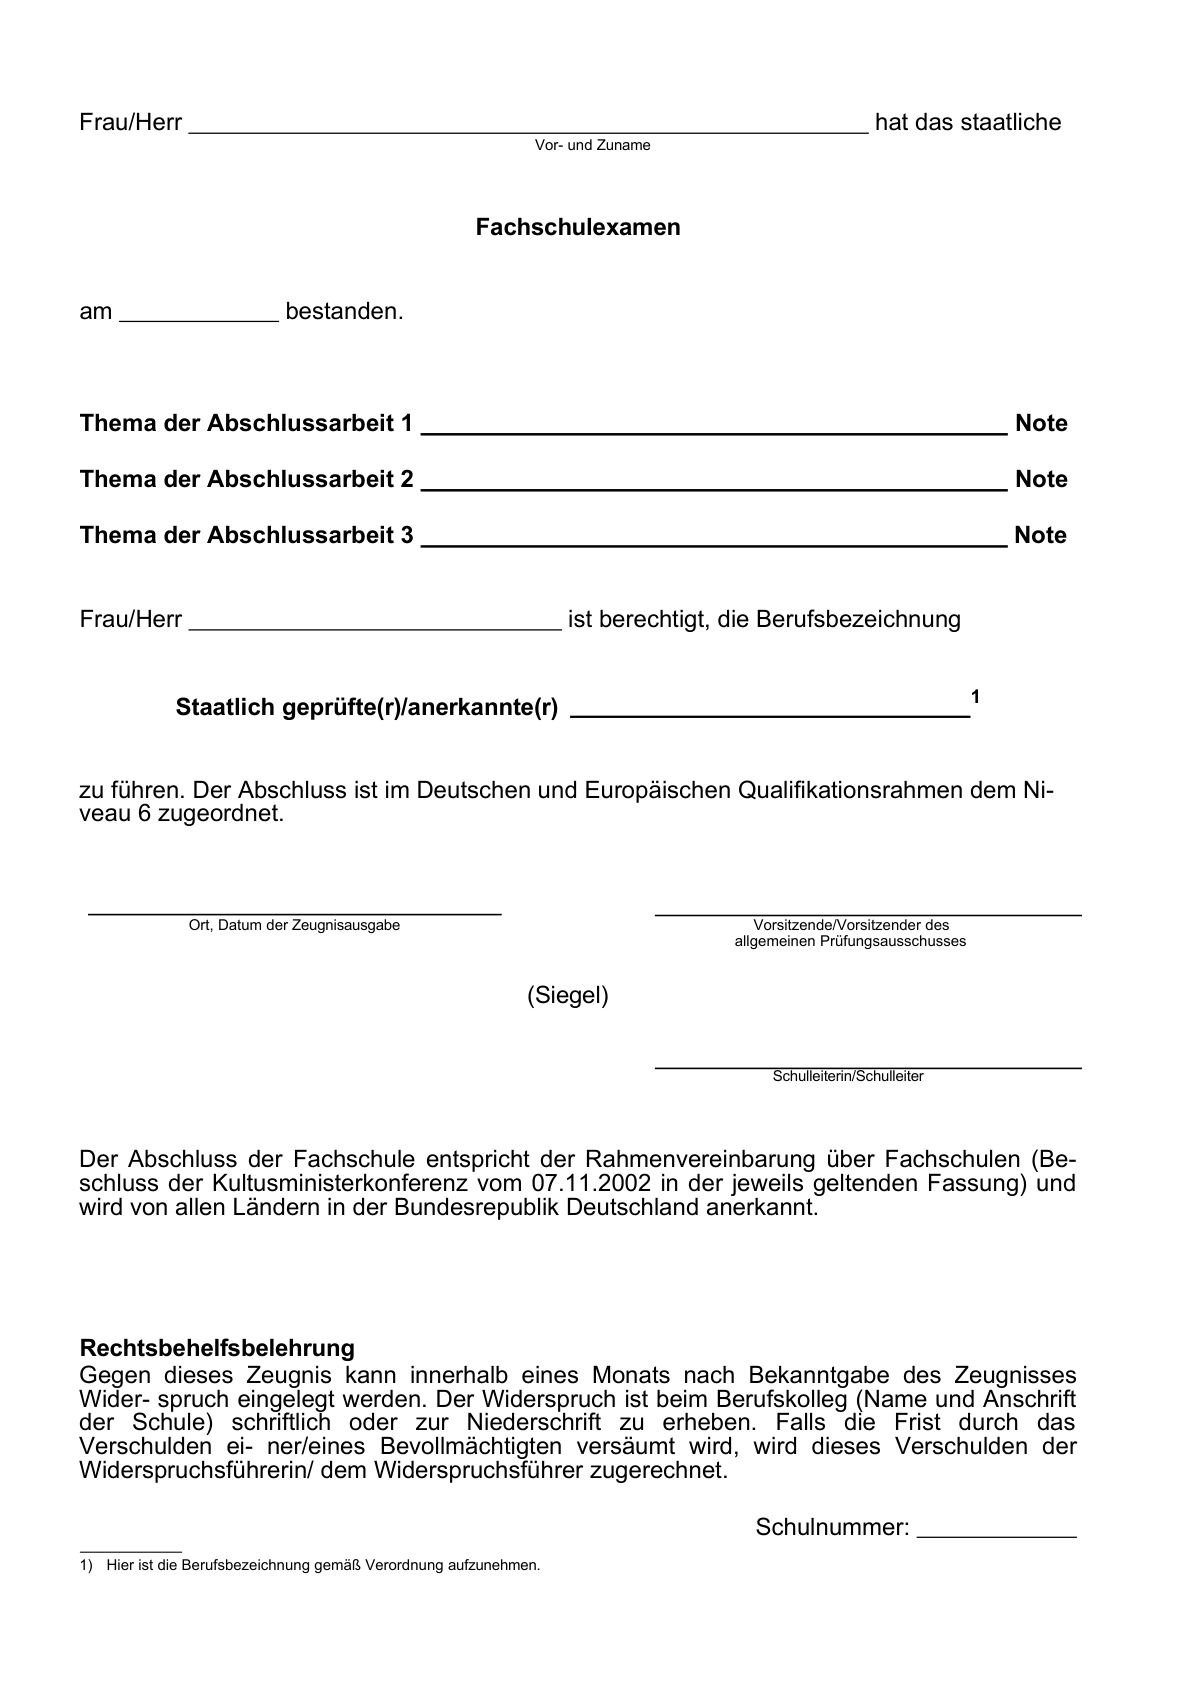 Frau/Herr ___________________________________________________ hat das staatliche
Vor- und Zuname
Fachschulexamen
am ____________ bestanden.
Thema der Abschlussarbeit 1 ____________________________________________ Note
Thema der Abschlussarbeit 2 ____________________________________________ Note
Thema der Abschlussarbeit 3 ____________________________________________ Note
Frau/Herr ____________________________ ist berechtigt, die Berufsbezeichnung
Staatlich geprüfte(r)/anerkannte(r) ______________________________1
zu führen. Der Abschluss ist im Deutschen und Europäischen Qualifikationsrahmen dem Ni-
veau 6 zugeordnet.
Ort, Datum der Zeugnisausgabe
Vorsitzende/Vorsitzender des
allgemeinen Prüfungsausschusses
(Siegel)
Schulleiterin/Schulleiter
Der Abschluss der Fachschule entspricht der Rahmenvereinbarung über Fachschulen (Be-
schluss der Kultusministerkonferenz vom 07.11.2002 in der jeweils geltenden Fassung) und
wird von allen Ländern in der Bundesrepublik Deutschland anerkannt.
Rechtsbehelfsbelehrung
Gegen dieses Zeugnis kann innerhalb eines Monats nach Bekanntgabe des Zeugnisses
Wider- spruch eingelegt werden. Der Widerspruch ist beim Berufskolleg (Name und Anschrift
der Schule) schriftlich oder zur Niederschrift zu erheben. Falls die Frist durch das
Verschulden ei- ner/eines Bevollmächtigten versäumt wird, wird dieses Verschulden der
Widerspruchsführerin/ dem Widerspruchsführer zugerechnet.
Schulnummer: ____________
1) Hier ist die Berufsbezeichnung gemäß Verordnung aufzunehmen.